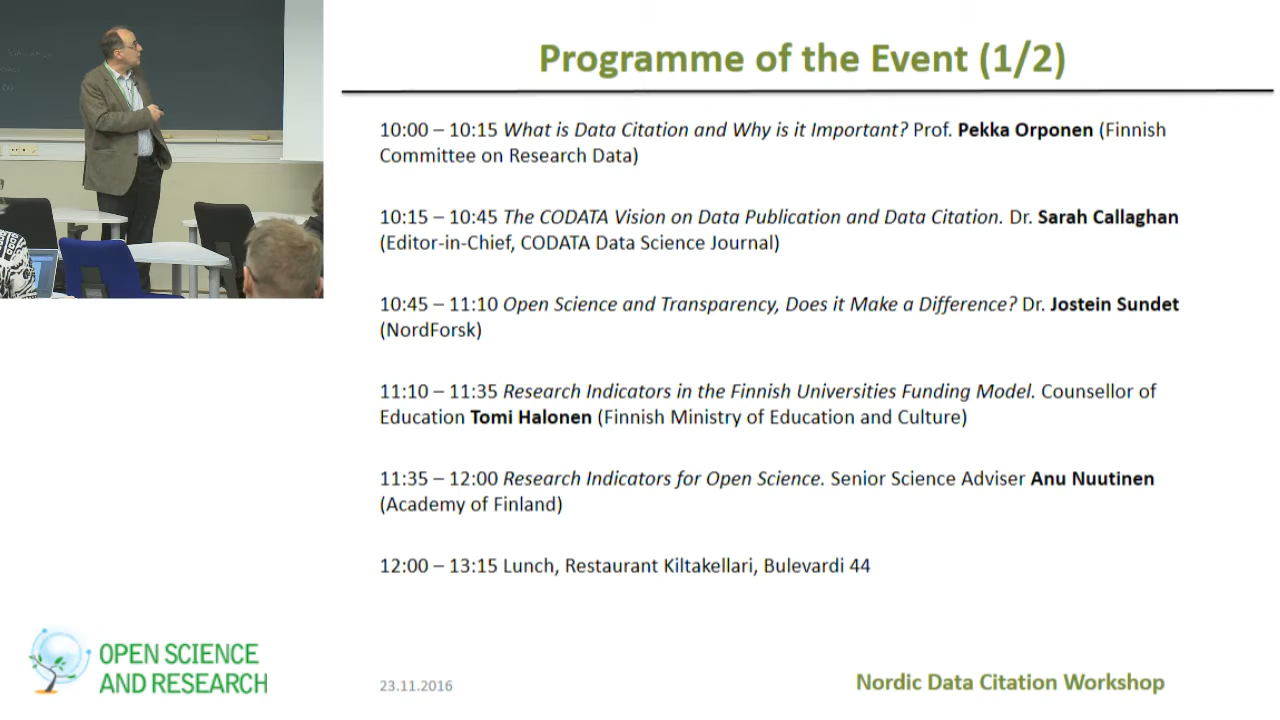 Programme of the Event (1/2)
10:00 – 10:15 What is Data Citation and Why is it Important? Prof. Pekka Orponen (Finnish
Committee on Research Data)
10:15 – 10:45 The CODATA Vision on Data Publication and Data Citation. Dr. Sarah Callaghan
(Editor-in-Chief, CODATA Data Science Journal)
10:45 – 11:10 Open Science and Transparency, Does it Make a Difference? Dr. Jostein Sundet
(NordForsk)
11:10 – 11:35 Research Indicators in the Finnish Universities Funding Model. Counsellor of
Education Tomi Halonen (Finnish Ministry of Education and Culture)
11:35 – 12:00 Research Indicators for Open Science. Senior Science Adviser Anu Nuutinen
(Academy of Finland)
12:00 – 13:15 Lunch, Restaurant Kiltakellari, Bulevardi 44
OPEN SCIENCE
AND RESEARCH
23.11.2016
Nordic Data Citation Workshop